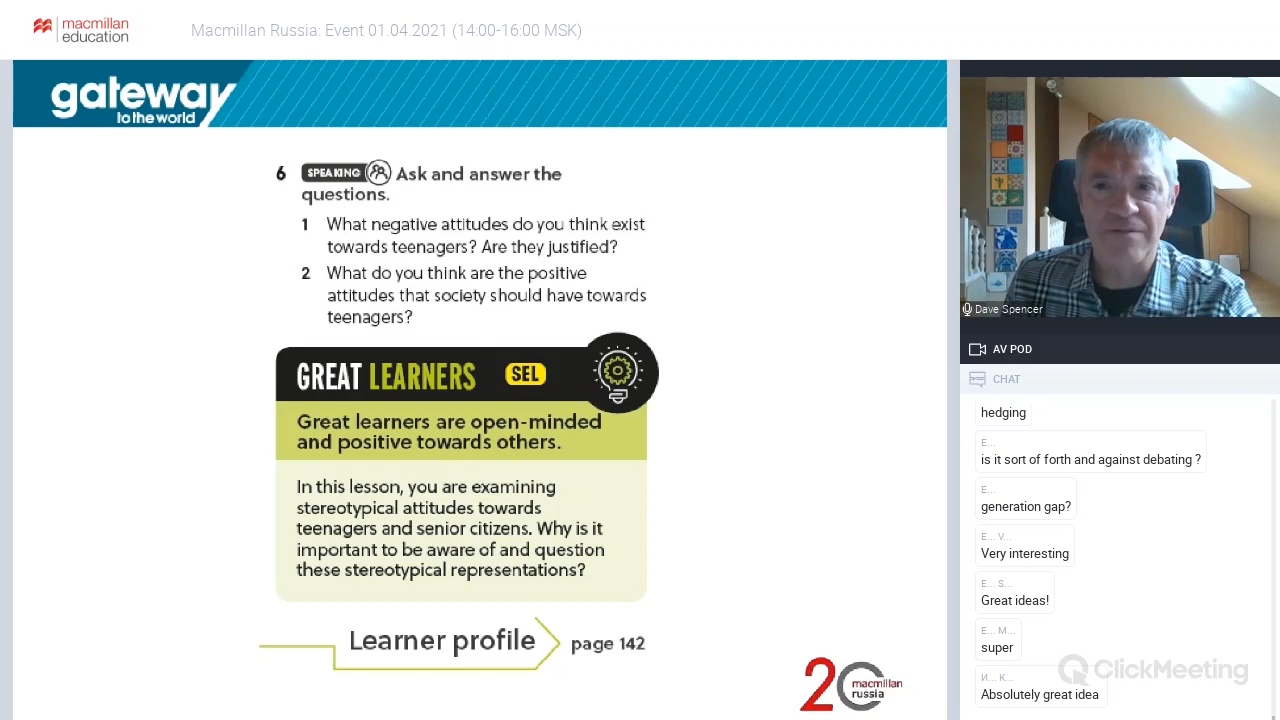 macmillan
education
Macmillan Russia: Event 01.04.2021 (14:00-16:00 MSK)
gateway
to the world
6 SPEAKING Ask and answer the
questions.
1 What negative attitudes do you think exist
towards teenagers? Are they justified?
2 What do you think are the positive
attitudes that society should have towards
teenagers?
GREAT LEARNERS SEL
Great learners are open-minded
and positive towards others.
In this lesson, you are examining
stereotypical attitudes towards
teenagers and senior citizens. Why is it
important to be aware of and question
these stereotypical representations?
Learner profile page 142
20 macmillan
russia
Dave Spencer
AV POD
CHAT
hedging
E...
is it sort of forth and against debating ?
E...
generation gap?
E... V...
Very interesting
E... S...
Great ideas!
E... M...
super
И... К...
Absolutely great idea
ClickMeeting